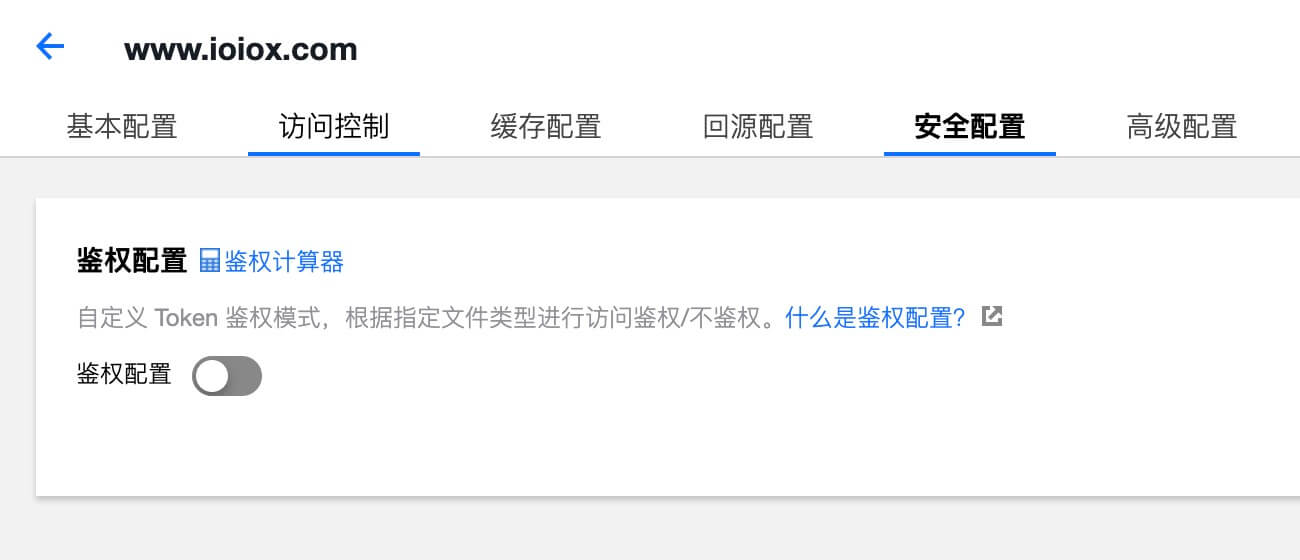 www.ioiox.com
基本配置 访问控制 缓存配置 回源配置 安全配置 高级配置
鉴权配置 鉴权计算器
自定义 Token 鉴权模式，根据指定文件类型进行访问鉴权/不鉴权。什么是鉴权配置?
鉴权配置